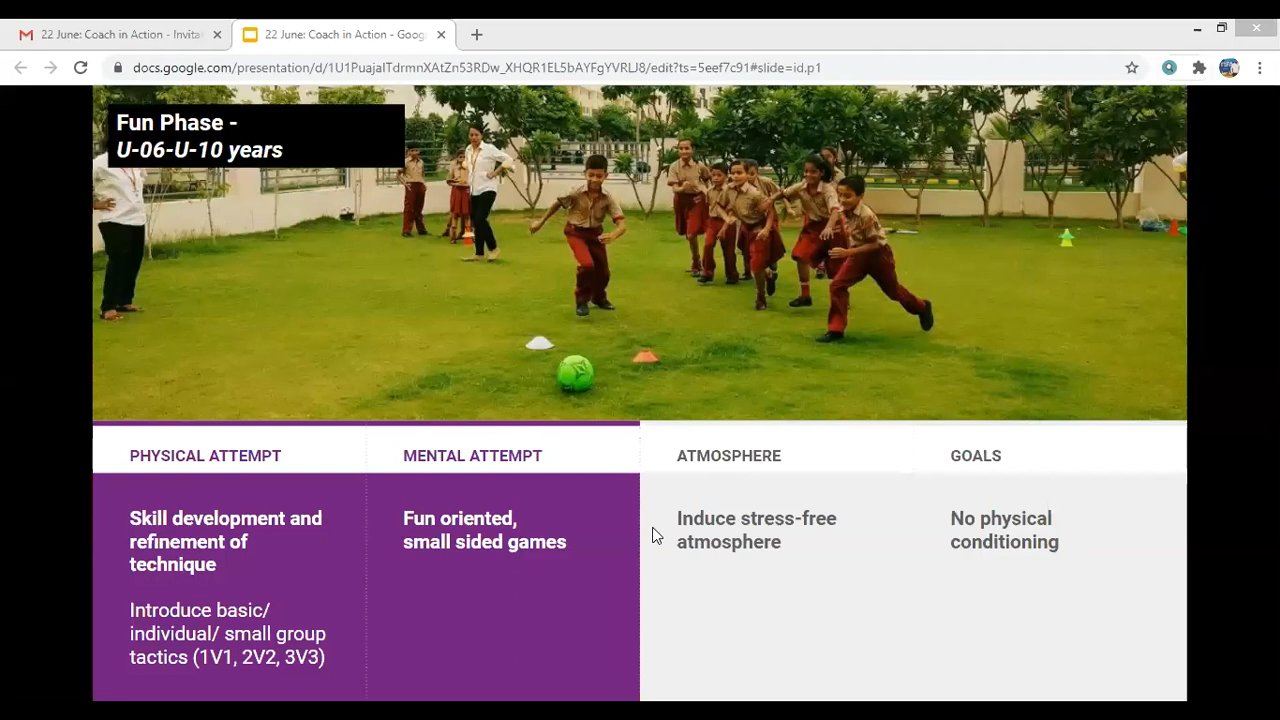 22 June: Coach in Action - Invita
22 June: Coach in Action - Goog
docs.google.com/presentation/d/1U1PuajaITdrmnXAtZn53RDw_XHQR1EL5bAYFgYVRLJ8/edit?ts=5eef7c91#slide=id.p1
Fun Phase -
U-06-U-10 years
PHYSICAL ATTEMPT
Skill development and
refinement of
technique
Introduce basic/
individual/ small group
tactics (1V1, 2V2, 3V3)
MENTAL ATTEMPT
Fun oriented,
small sided games
ATMOSPHERE
Induce stress-free
atmosphere
GOALS
No physical
conditioning